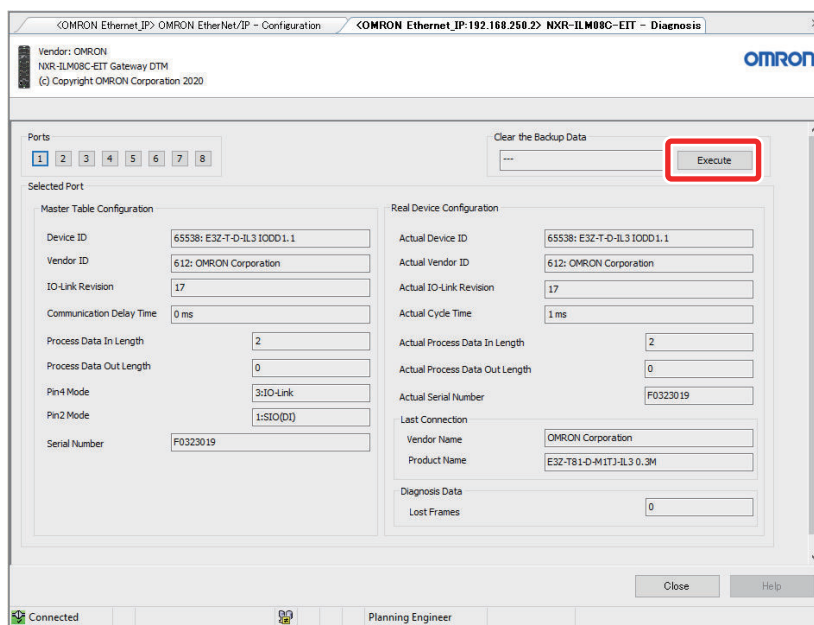 <OMRON Ethernet_IP> OMRON EtherNet/IP - Configuration
<OMRON Ethernet_IP:192.168.250.2> NXR-ILM08C-EIT - Diagnosis
Vendor: OMRON
NXR-ILM08C-EIT Gateway DTM
(c) Copyright OMRON Corporation 2020
OMRON
Ports
1 2 3 4 5 6 7 8
Clear the Backup Data
---
Execute
Selected Port
Master Table Configuration
Device ID 65538: E3Z-T-D-IL3 IODD1.1
Vendor ID 612: OMRON Corporation
IO-Link Revision 17
Communication Delay Time 0 ms
Process Data In Length 2
Process Data Out Length 0
Pin4 Mode 3:IO-Link
Pin2 Mode 1:SIO(DI)
Serial Number F0323019
Real Device Configuration
Actual Device ID 65538: E3Z-T-D-IL3 IODD1.1
Actual Vendor ID 612: OMRON Corporation
Actual IO-Link Revision 17
Actual Cycle Time 1 ms
Actual Process Data In Length 2
Actual Process Data Out Length 0
Actual Serial Number F0323019
Last Connection
Vendor Name OMRON Corporation
Product Name E3Z-T81-D-M1TJ-IL3 0.3M
Diagnosis Data
Lost Frames 0
Close
Help
Connected
Planning Engineer